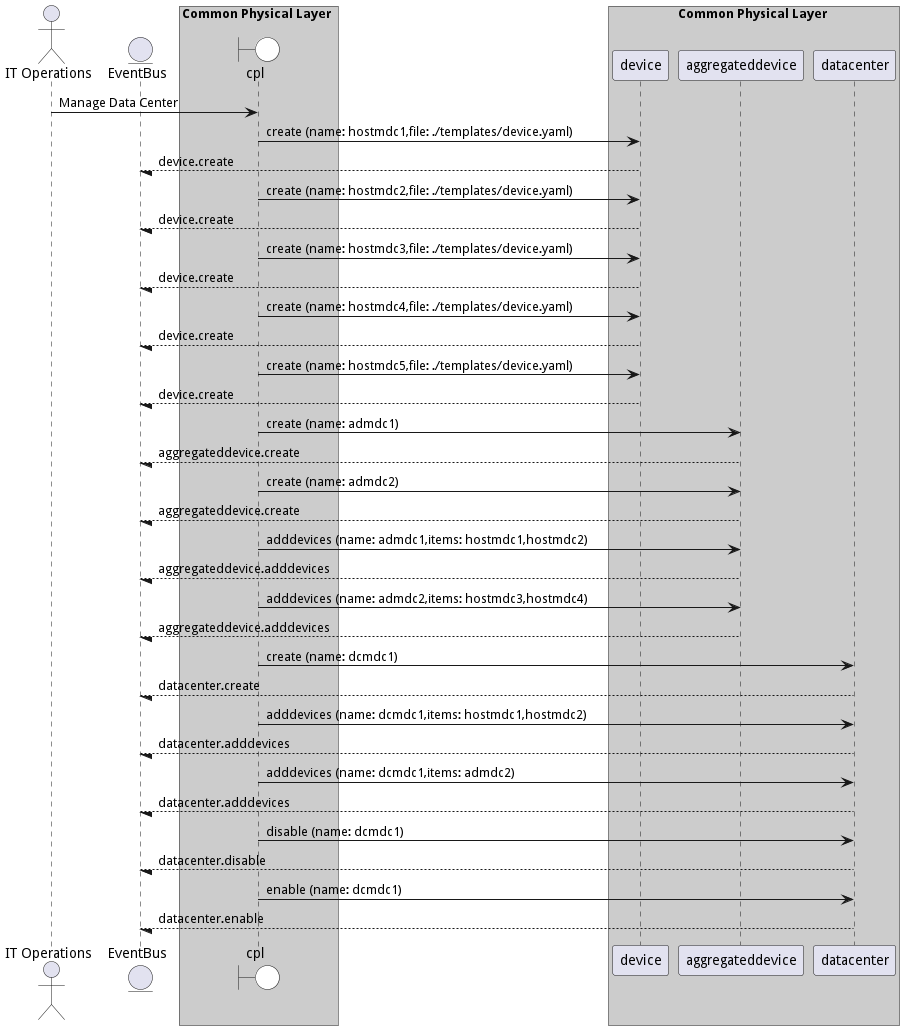 Common Physical Layer
Common Physical Layer
IT Operations
EventBus
cpl
device
aggregateddevice
datacenter
Manage Data Center
create (name: hostmdc1,file: ./templates/device.yaml)
device.create
create (name: hostmdc2,file: ./templates/device.yaml)
device.create
create (name: hostmdc3,file: ./templates/device.yaml)
device.create
create (name: hostmdc4,file: ./templates/device.yaml)
device.create
create (name: hostmdc5,file: ./templates/device.yaml)
device.create
create (name: admdc1)
aggregateddevice.create
create (name: admdc2)
aggregateddevice.create
adddevices (name: admdc1,items: hostmdc1,hostmdc2)
aggregateddevice.adddevices
adddevices (name: admdc2,items: hostmdc3,hostmdc4)
aggregateddevice.adddevices
create (name: dcmdc1)
datacenter.create
adddevices (name: dcmdc1,items: hostmdc1,hostmdc2)
datacenter.adddevices
adddevices (name: dcmdc1,items: admdc2)
datacenter.adddevices
disable (name: dcmdc1)
datacenter.disable
enable (name: dcmdc1)
datacenter.enable
IT Operations
EventBus
cpl
device
aggregateddevice
datacenter